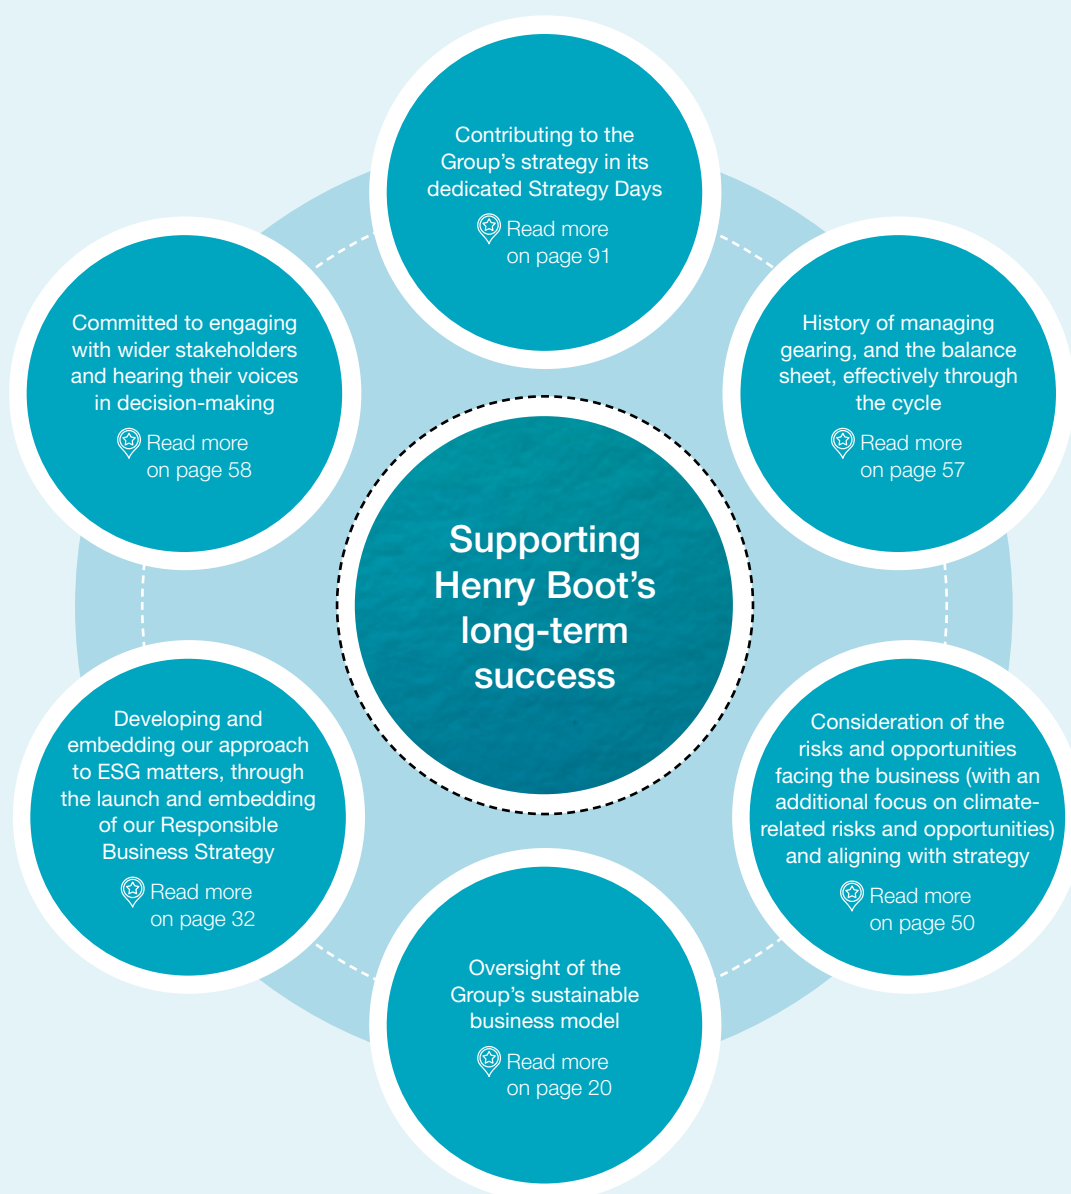 Contributing to the
Group’s strategy in its
dedicated Strategy Days
Read more
on page 91
History of managing
gearing, and the balance
sheet, effectively through
the cycle
Read more
on page 57
Consideration of the
risks and opportunities
facing the business (with an
additional focus on climate-
related risks and opportunities)
and aligning with strategy
Read more
on page 50
Oversight of the
Group’s sustainable
business model
Read more
on page 20
Developing and
embedding our approach
to ESG matters, through
the launch and embedding
of our Responsible
Business Strategy
Read more
on page 32
Committed to engaging
with wider stakeholders
and hearing their voices
in decision-making
Read more
on page 58
Supporting
Henry Boot’s
long-term
success